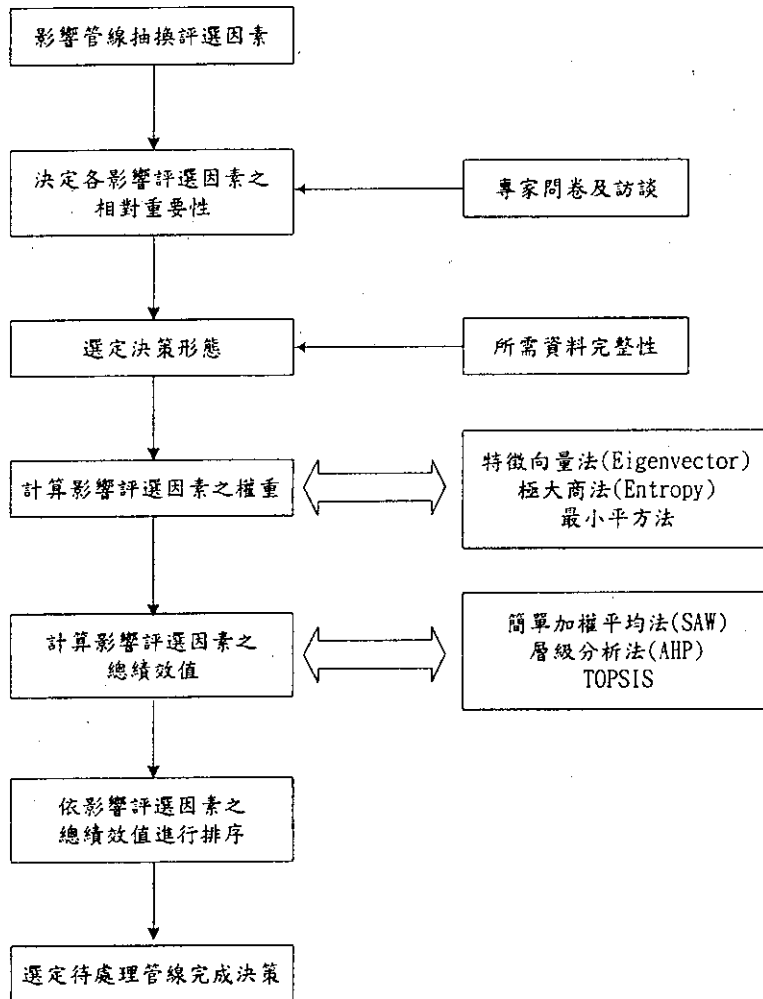 影響管線抽換評選因素
決定各影響評選因素之
相對重要性
專家問卷及訪談
選定決策形態
所需資料完整性
計算影響評選因素之權重
特徵向量法(Eigenvector)
極大商法(Entropy)
最小平方法
計算影響評選因素之
總績效值
簡單加權平均法(SAW)
層級分析法(AHP)
TOPSIS
依影響評選因素之
總績效值進行排序
選定待處理管線完成決策